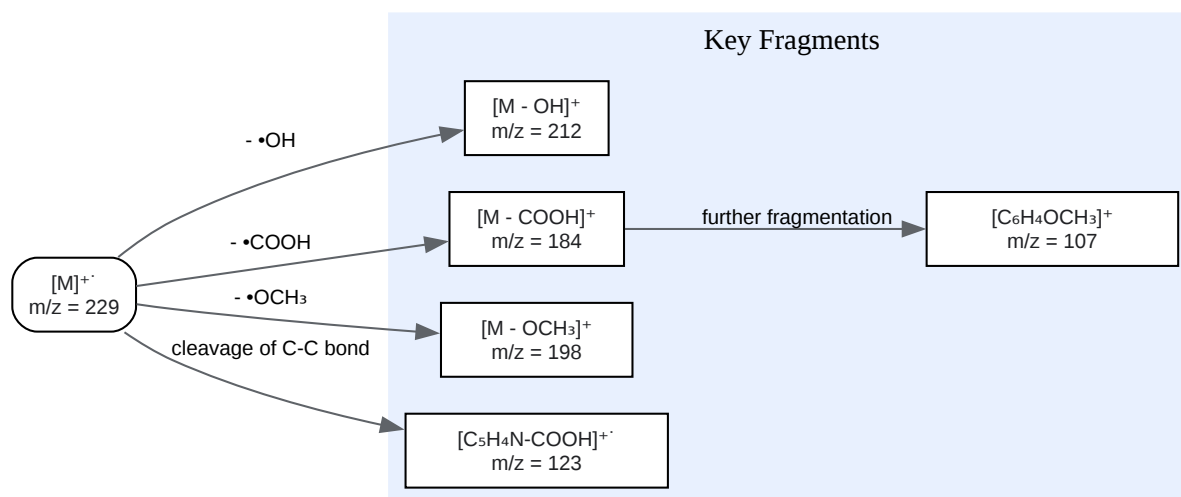 Key Fragments
[M - OH]⁺
m/z = 212
- •OH
[M - COOH]⁺
m/z = 184
further fragmentation
[C₆H₄OCH₃]⁺
m/z = 107
- •COOH
[M]⁺˙
m/z = 229
- •OCH₃
[M - OCH₃]⁺
m/z = 198
cleavage of C-C bond
[C₅H₄N-COOH]⁺˙
m/z = 123